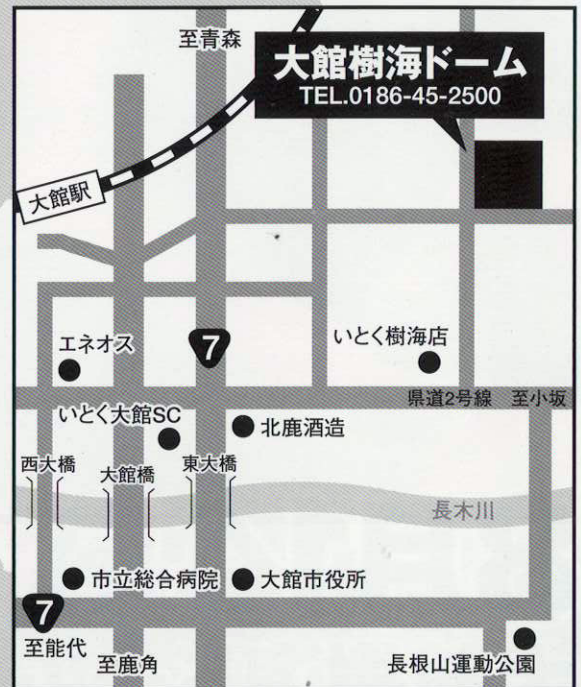 至青森
大館樹海ドーム
TEL.0186-45-2500
大館駅
エネオス
7
いとく樹海店
県道2号線 至小坂
いとく大館SC
北鹿酒造
西大橋
大館橋
東大橋
長木川
市立総合病院
大館市役所
7
至能代
至鹿角
長根山運動公園